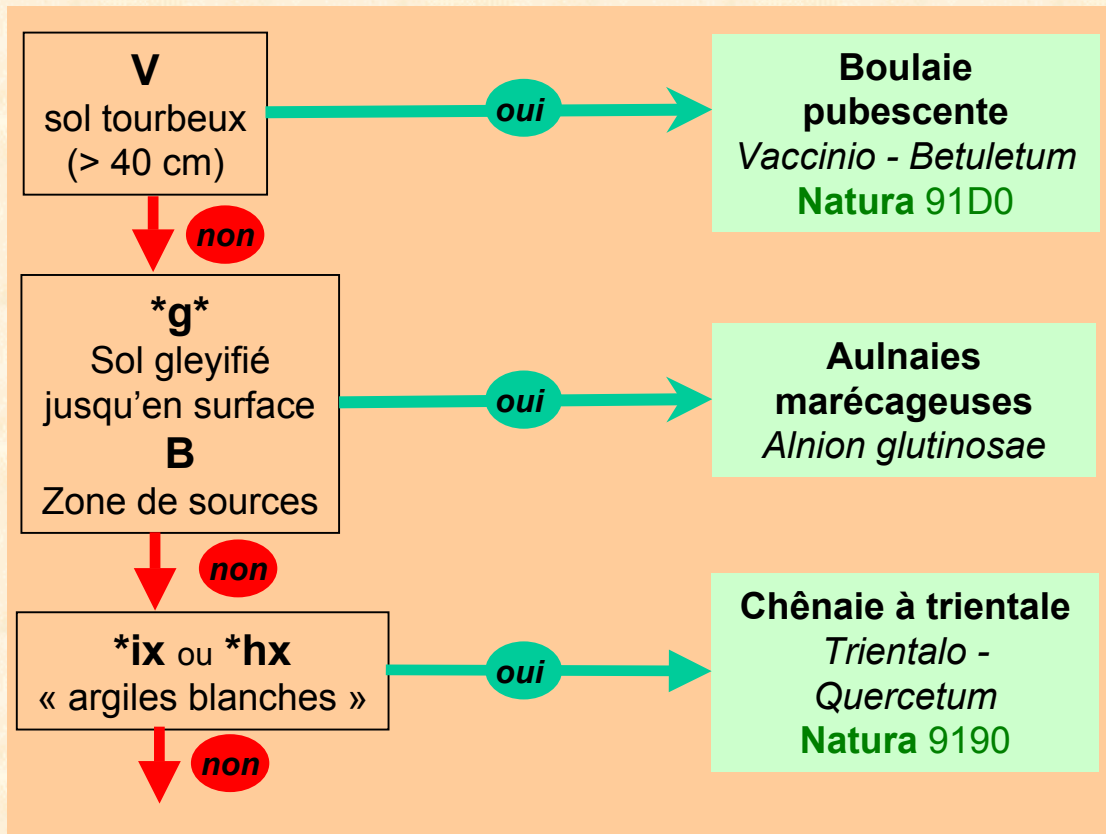 V
sol tourbeux
(> 40 cm)
oui
Boulaie
pubescente
Vaccinio - Betuletum
Natura 91D0
non
*g*
Sol gleyifié
jusqu'en surface
B
Zone de sources
oui
Aulnaies
marécageuses
Alnion glutinosae
non
*ix ou *hx
« argiles blanches »
oui
Chênaie à trientale
Trientalo -
Quercetum
Natura 9190
non